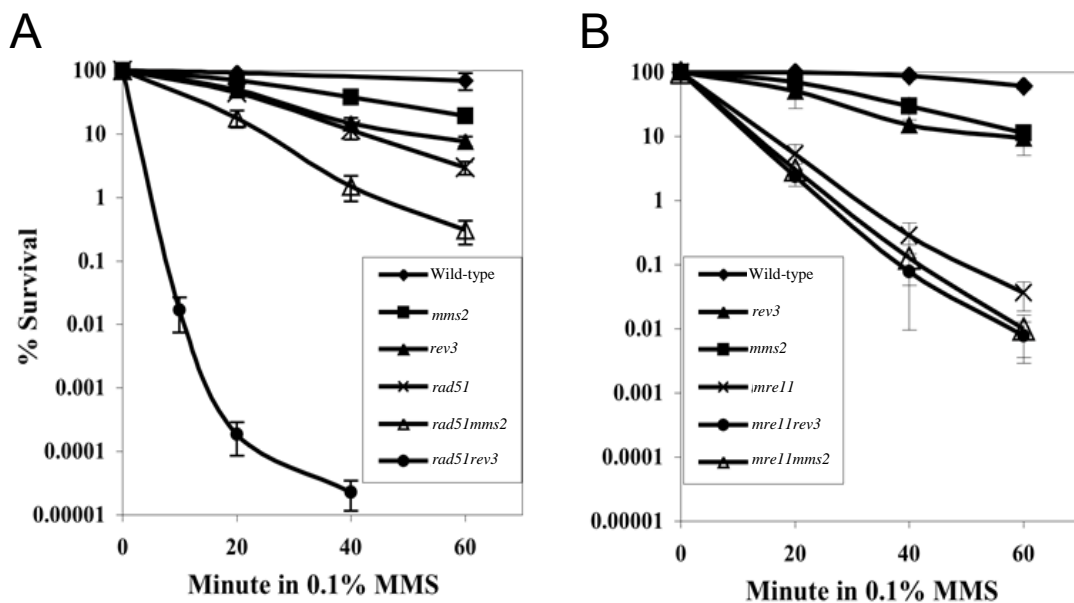 A
100
10
1
0.1
0.01
0.001
0.0001
0.00001
% Survival
0 20 40 60
Minute in 0.1% MMS
Wild-type
mms2
rev3
rad51
rad51mms2
rad51rev3
B
100
10
1
0.1
0.01
0.001
0.0001
0.00001
0 20 40 60
Minute in 0.1% MMS
Wild-type
rev3
mms2
mre11
mre11rev3
mre11mms2